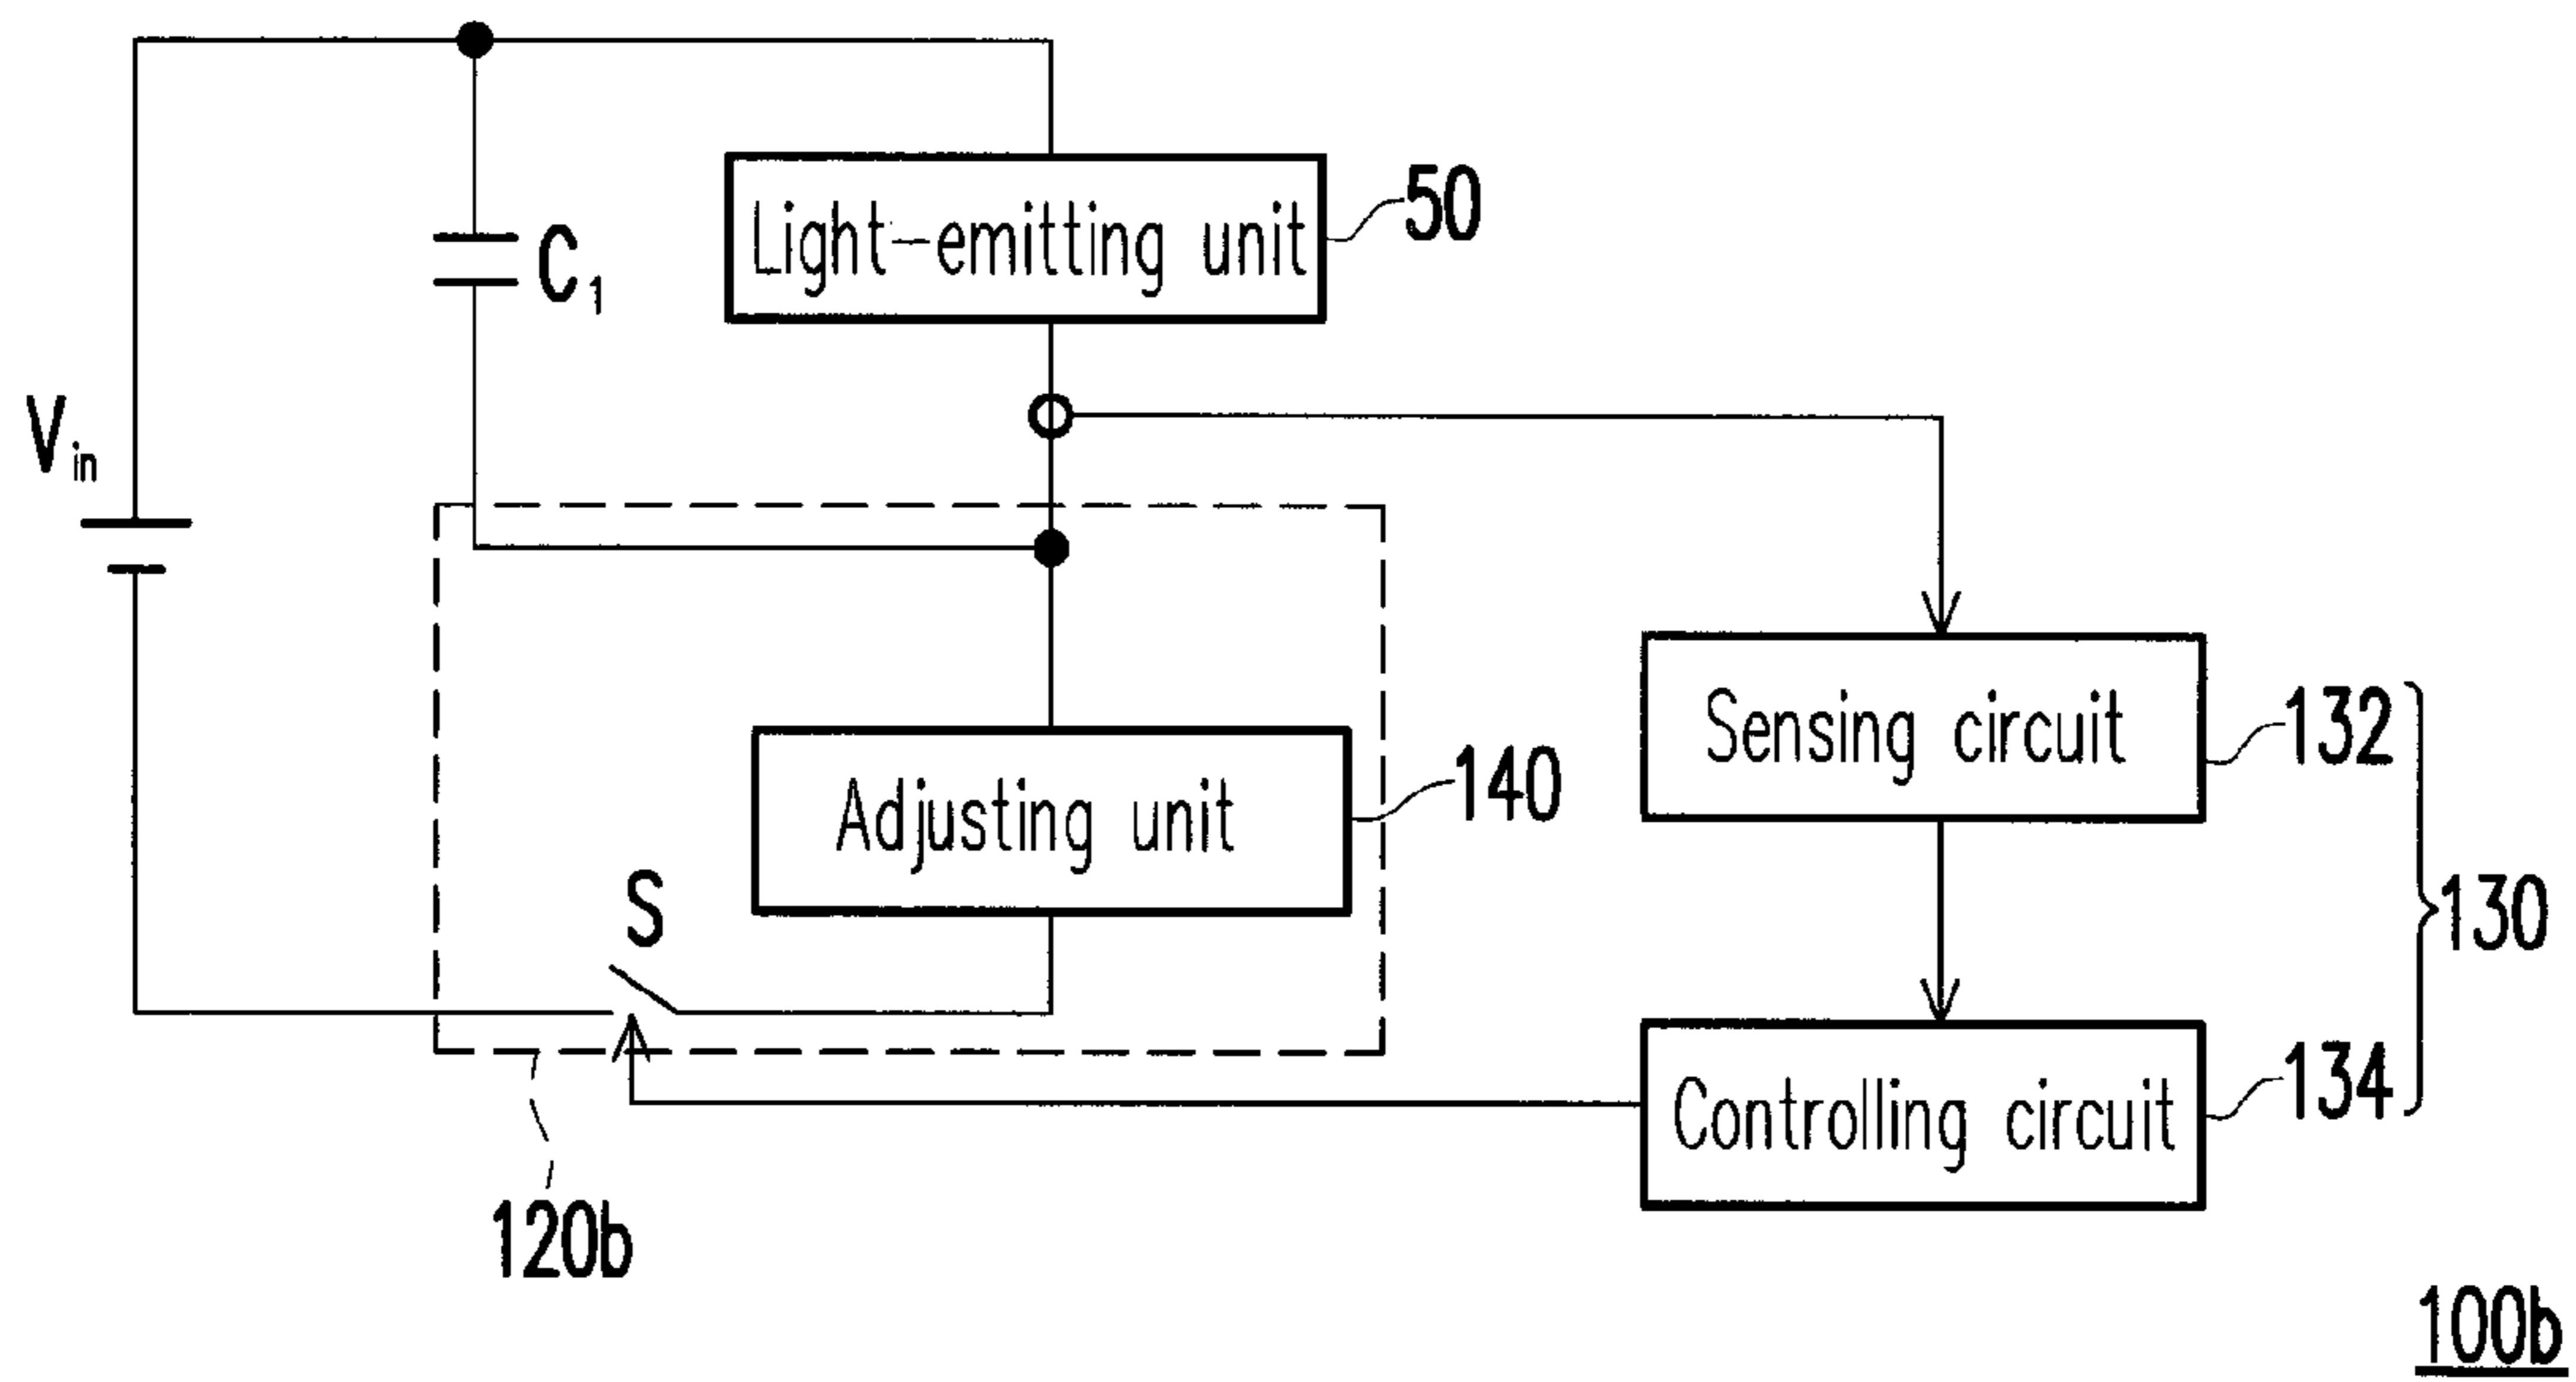 Light-emitting unit
50
C1
Vin
Sensing circuit
132
Adjusting unit
140
S
130
Controlling circuit
134
120b
100b